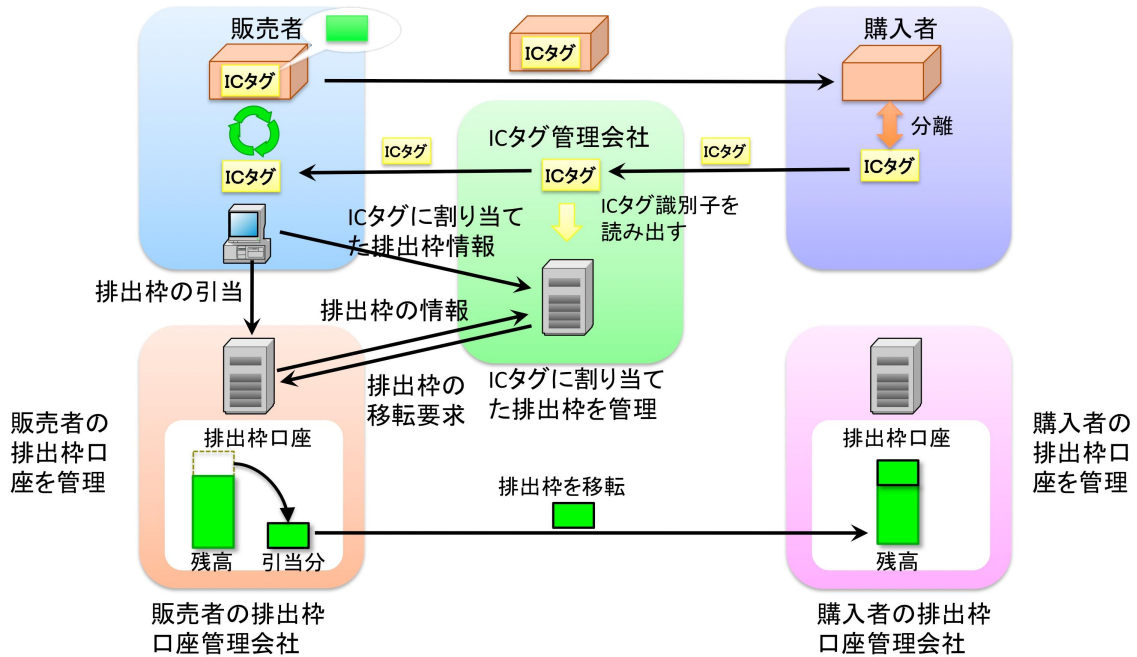 販売者
ICタグ
購入者
ICタグ
分離
ICタグ管理会社
ICタグ
ICタグ
ICタグ
ICタグ
ICタグ
ICタグ識別子を
読み出す
ICタグに割り当て
た排出枠情報
排出枠の引当
排出枠の情報
排出枠の
移転要求
ICタグに割り当て
た排出枠を管理
販売者の
排出枠口
座を管理
排出枠口座
残高
引当分
排出枠を移転
排出枠口座
残高
購入者の
排出枠口
座を管理
販売者の排出枠
口座管理会社
購入者の排出枠
口座管理会社